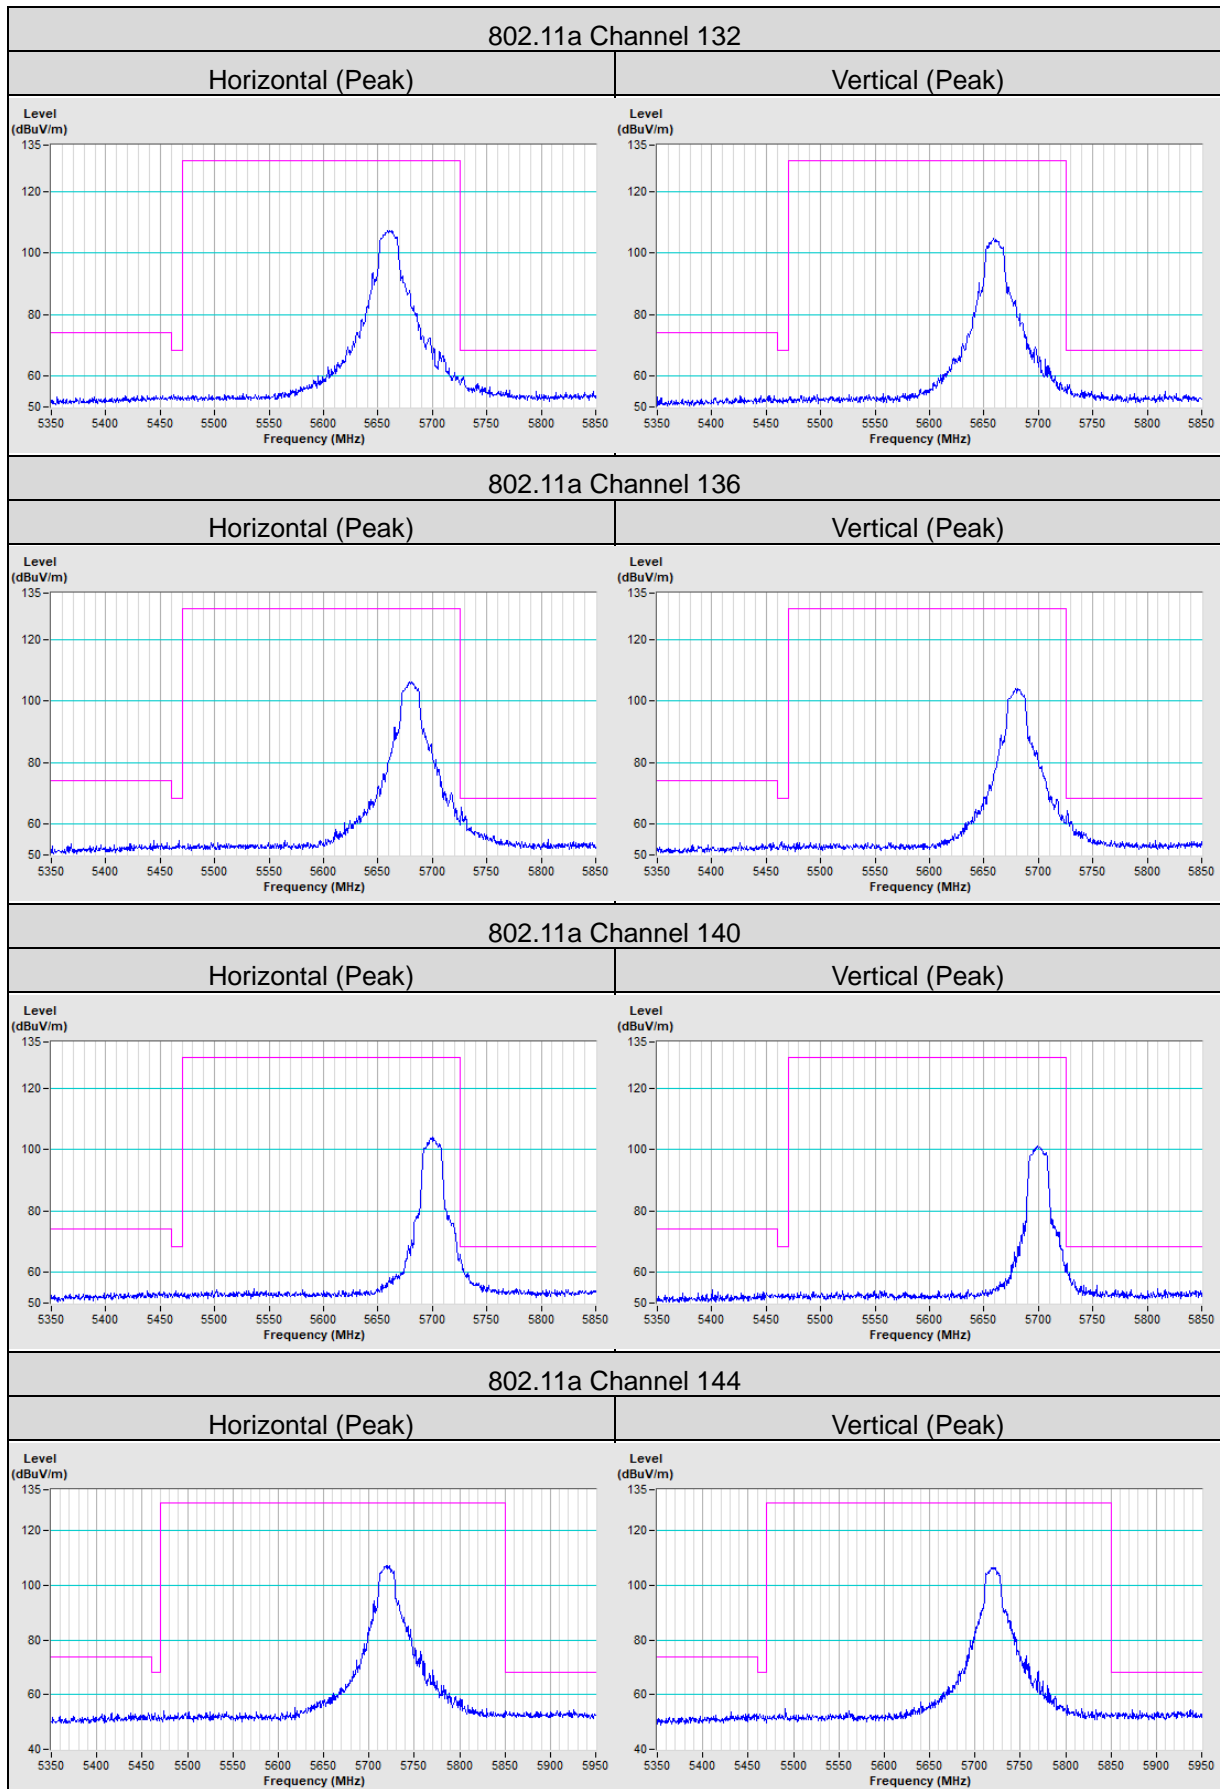 802.11a Channel 132
Horizontal (Peak) Vertical (Peak)
Level Level
(dBuV/m) (dBuV/m)
135 135
120 120
100 100
80 80
60 60
50 50
5350 5400 5450 5500 5550 5600 5650 5700 5750 5800 5850 5350 5400 5450 5500 5550 5600 5650 5700 5750 5800 5850
Frequency (MHz) Frequency (MHz)
802.11a Channel 136
Horizontal (Peak) Vertical (Peak)
Level Level
(dBuV/m) (dBuV/m)
135 135
120 120
100 100
80 80
60 60
50 50
5350 5400 5450 5500 5550 5600 5650 5700 5750 5800 5850 5350 5400 5450 5500 5550 5600 5650 5700 5750 5800 5850
Frequency (MHz) Frequency (MHz)
802.11a Channel 140
Horizontal (Peak) Vertical (Peak)
Level Level
(dBuV/m) (dBuV/m)
135 135
120 120
100 100
80 80
60 60
50 50
5350 5400 5450 5500 5550 5600 5650 5700 5750 5800 5850 5350 5400 5450 5500 5550 5600 5650 5700 5750 5800 5850
Frequency (MHz) Frequency (MHz)
802.11a Channel 144
Horizontal (Peak) Vertical (Peak)
Level Level
(dBuV/m) (dBuV/m)
135 135
120 120
100 100
80 80
60 60
40 40
5350 5400 5450 5500 5550 5600 5650 5700 5750 5800 5850 5900 5950 5350 5400 5450 5500 5550 5600 5650 5700 5750 5800 5850 5900 5950
Frequency (MHz) Frequency (MHz)